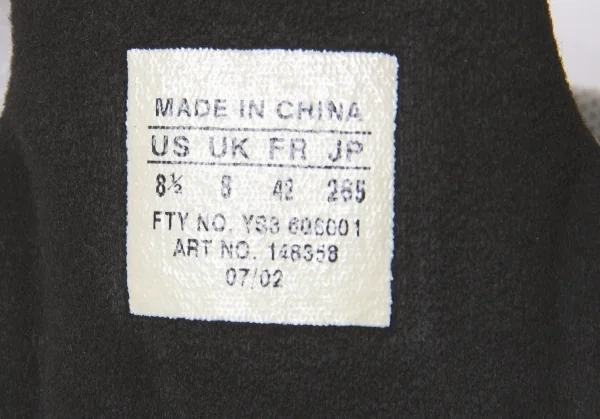 MADE IN CHINA
US UK FR JP
8½ 8 42 265
FTY NO. YS3 606001
ART NO. 148358
07/02